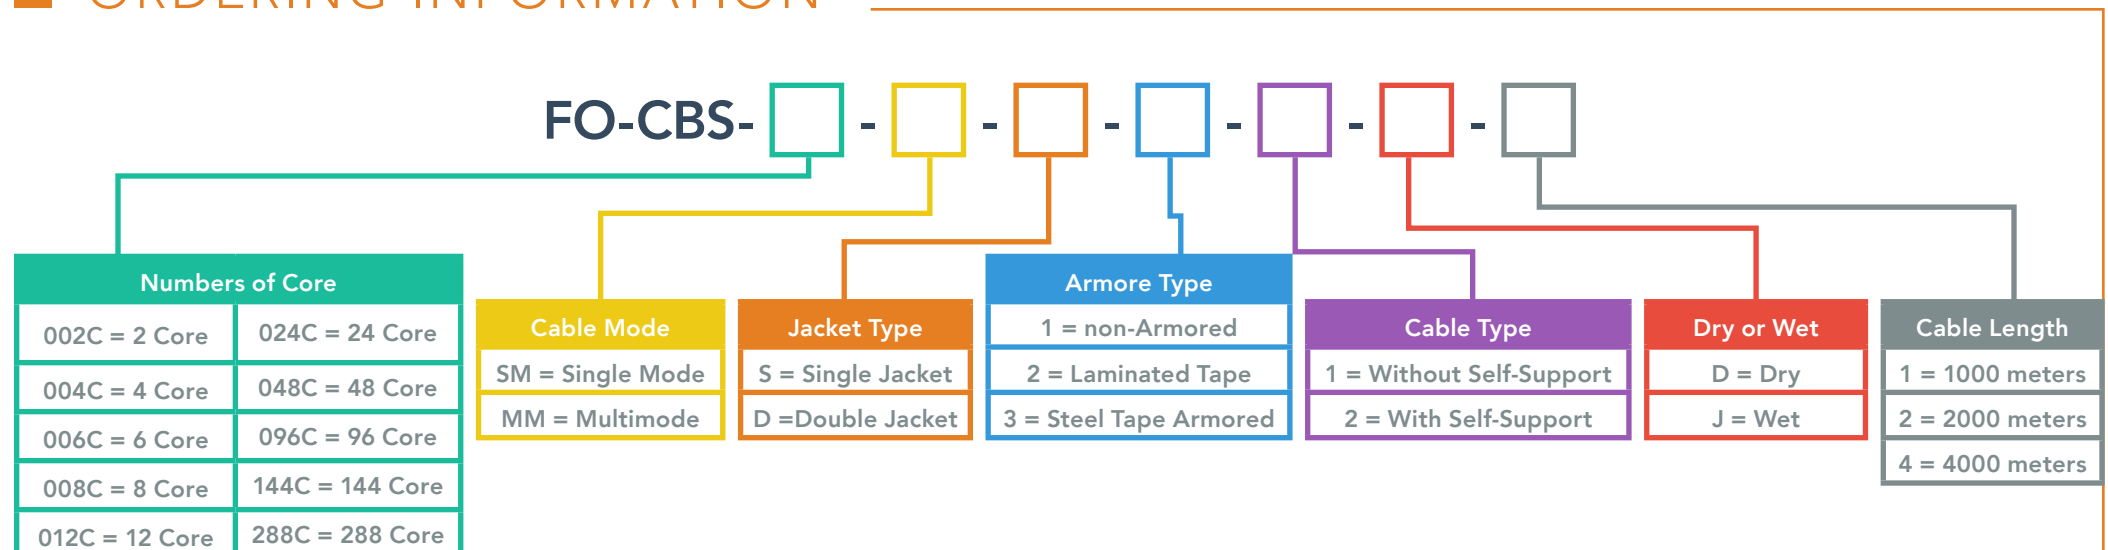 ORDERING INFORMATION
FO-CBS- - - - - - -
Numbers of Core
002C = 2 Core
024C = 24 Core
004C = 4 Core
048C = 48 Core
006C = 6 Core
096C = 96 Core
008C = 8 Core
144C = 144 Core
012C = 12 Core
288C = 288 Core
Cable Mode
SM = Single Mode
MM = Multimode
Jacket Type
S = Single Jacket
D =Double Jacket
Armore Type
1 = non-Armored
2 = Laminated Tape
3 = Steel Tape Armored
Cable Type
1 = Without Self-Support
2 = With Self-Support
Dry or Wet
D = Dry
J = Wet
Cable Length
1 = 1000 meters
2 = 2000 meters
4 = 4000 meters